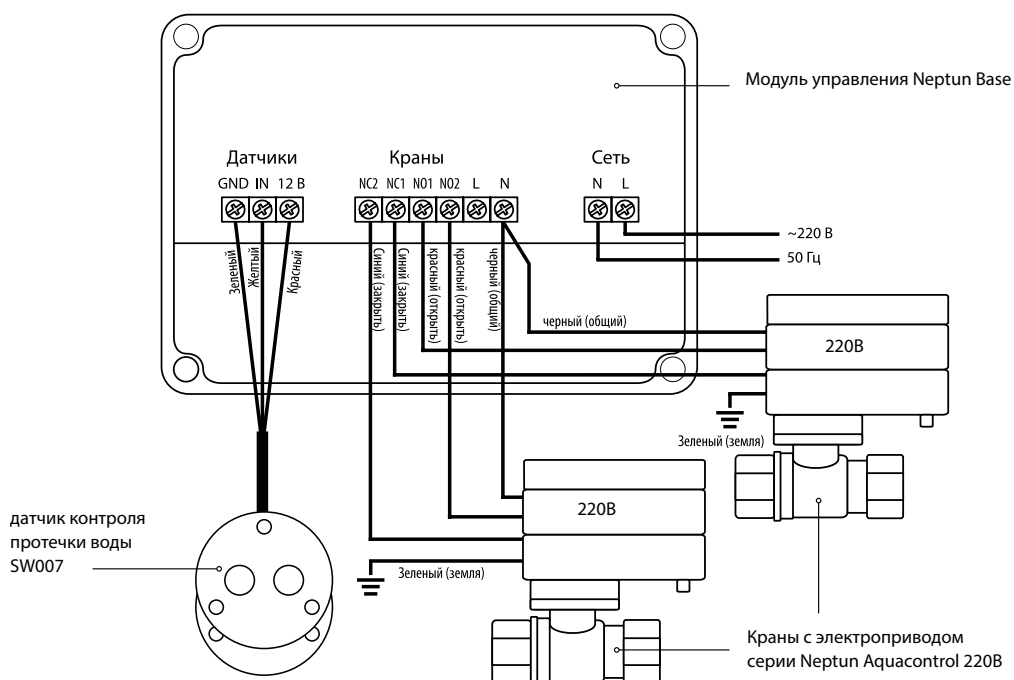 Модуль управления Neptun Base
Датчики
Краны
Сеть
GND IN 12 В
NC2 NC1 NO1 NO2 L N
N L
~220 В
50 Гц
Зеленый
Желтый
Красный
Синий (закрыть)
Синий (закрыть)
красный (открыть)
красный (открыть)
черный (общий)
черный (общий)
220В
Зеленый (земля)
220В
датчик контроля
протечки воды
SW007
Зеленый (земля)
Краны с электроприводом
серии Neptun Aquacontrol 220В